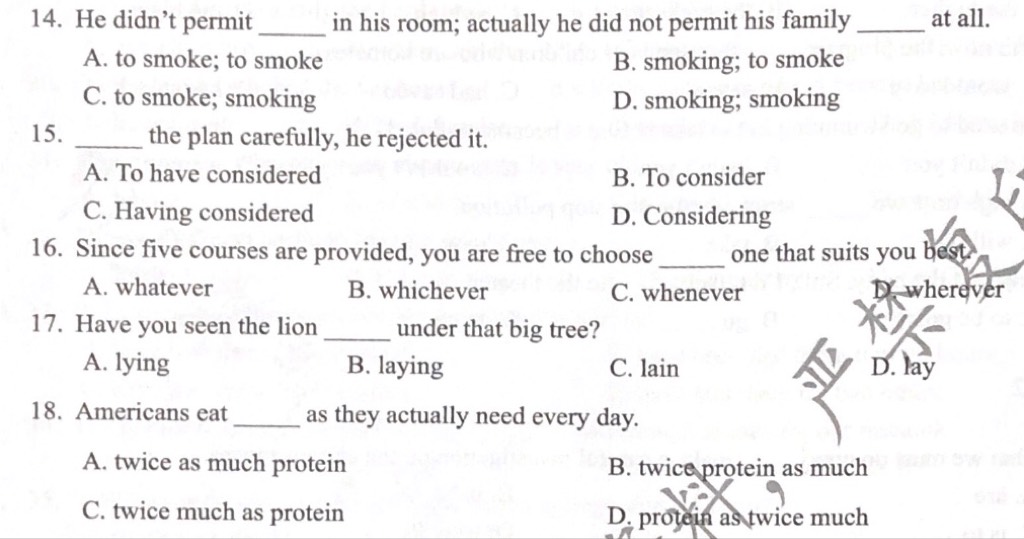 14. He didn't permit ______ in his room; actually he did not permit his family ______ at all.
A. to smoke; to smoke B. smoking; to smoke
C. to smoke; smoking D. smoking; smoking
15. ______ the plan carefully, he rejected it.
A. To have considered B. To consider
C. Having considered D. Considering
16. Since five courses are provided, you are free to choose ______ one that suits you best.
A. whatever B. whichever C. whenever D. wherever
17. Have you seen the lion ______ under that big tree?
A. lying B. laying C. lain D. lay
18. Americans eat ______ as they actually need every day.
A. twice as much protein B. twice protein as much
C. twice much as protein D. protein as twice much